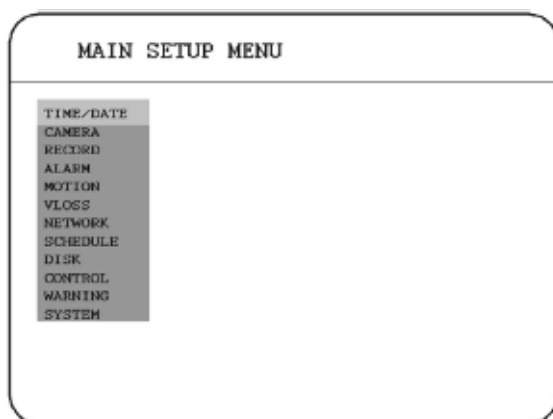 MAIN SETUP MENU
TIME/DATE
CAMERA
RECORD
ALARM
MOTION
VLOSS
NETWORK
SCHEDULE
DISK
CONTROL
WARNING
SYSTEM